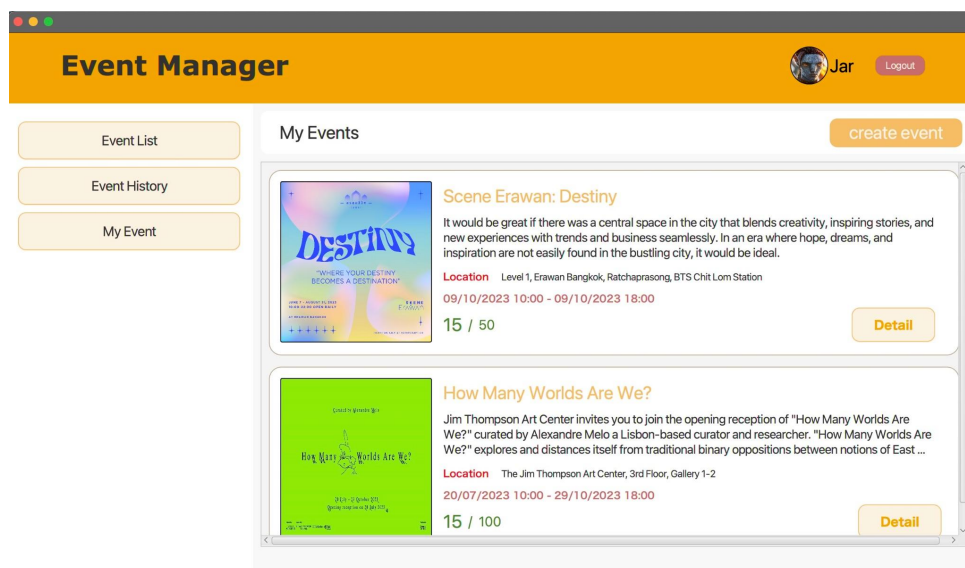 Event Manager
Jar
Logout
Event List
Event History
My Event
My Events
create event
DESTINY
"WHERE YOUR DESTINY
BECOMES A DESTINATION"
SCENE
ERAWAN
Scene Erawan: Destiny
It would be great if there was a central space in the city that blends creativity, inspiring stories, and
new experiences with trends and business seamlessly. In an era where hope, dreams, and
inspiration are not easily found in the bustling city, it would be ideal.
Location Level 1, Erawan Bangkok, Ratchaprasong, BTS Chit Lom Station
09/10/2023 10:00 - 09/10/2023 18:00
15 / 50
Detail
Curated by Alexandre Melo
How Many Worlds Are We?
How Many Worlds Are We?
Jim Thompson Art Center invites you to join the opening reception of "How Many Worlds Are
We?" curated by Alexandre Melo a Lisbon-based curator and researcher. "How Many Worlds Are
We?" explores and distances itself from traditional binary oppositions between notions of East ...
Location The Jim Thompson Art Center, 3rd Floor, Gallery 1-2
20/07/2023 10:00 - 29/10/2023 18:00
15 / 100
Detail